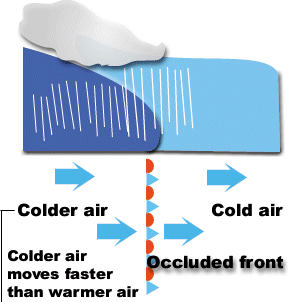 Colder air
Cold air
Occluded front
Colder air
moves faster
than warmer air